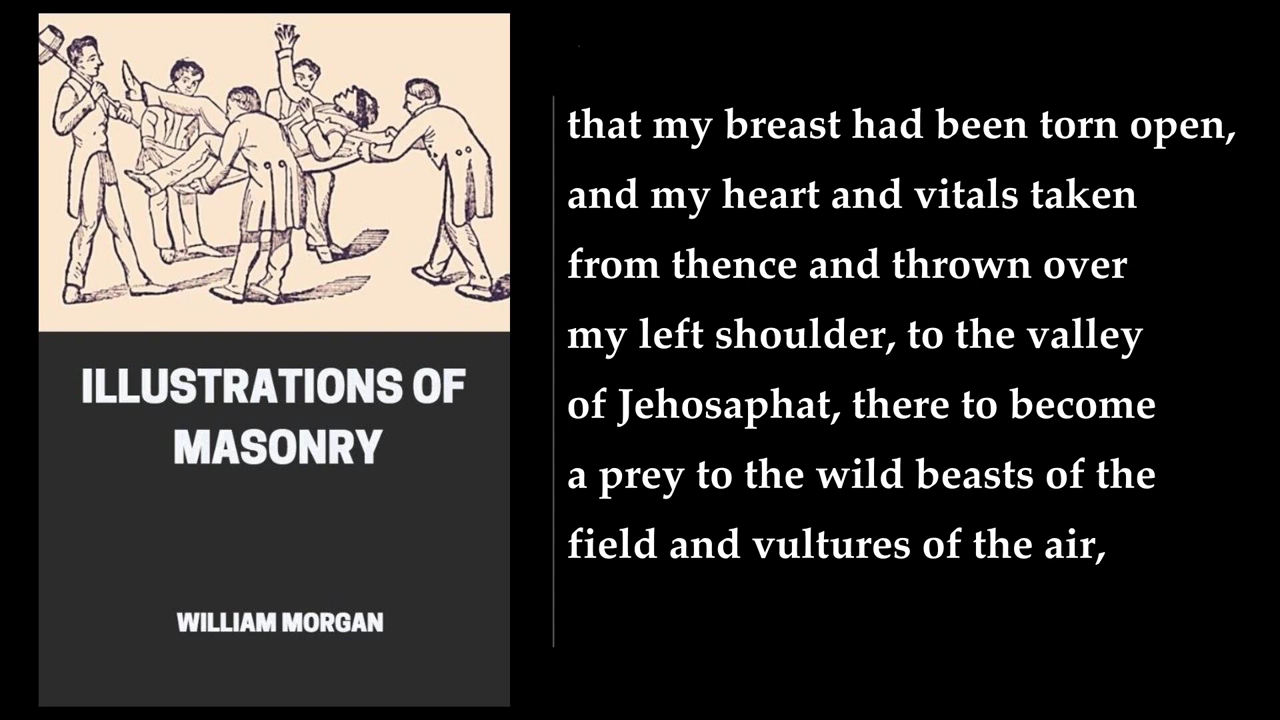 ILLUSTRATIONS OF
MASONRY
WILLIAM MORGAN
that my breast had been torn open,
and my heart and vitals taken
from thence and thrown over
my left shoulder, to the valley
of Jehosaphat, there to become
a prey to the wild beasts of the
field and vultures of the air,